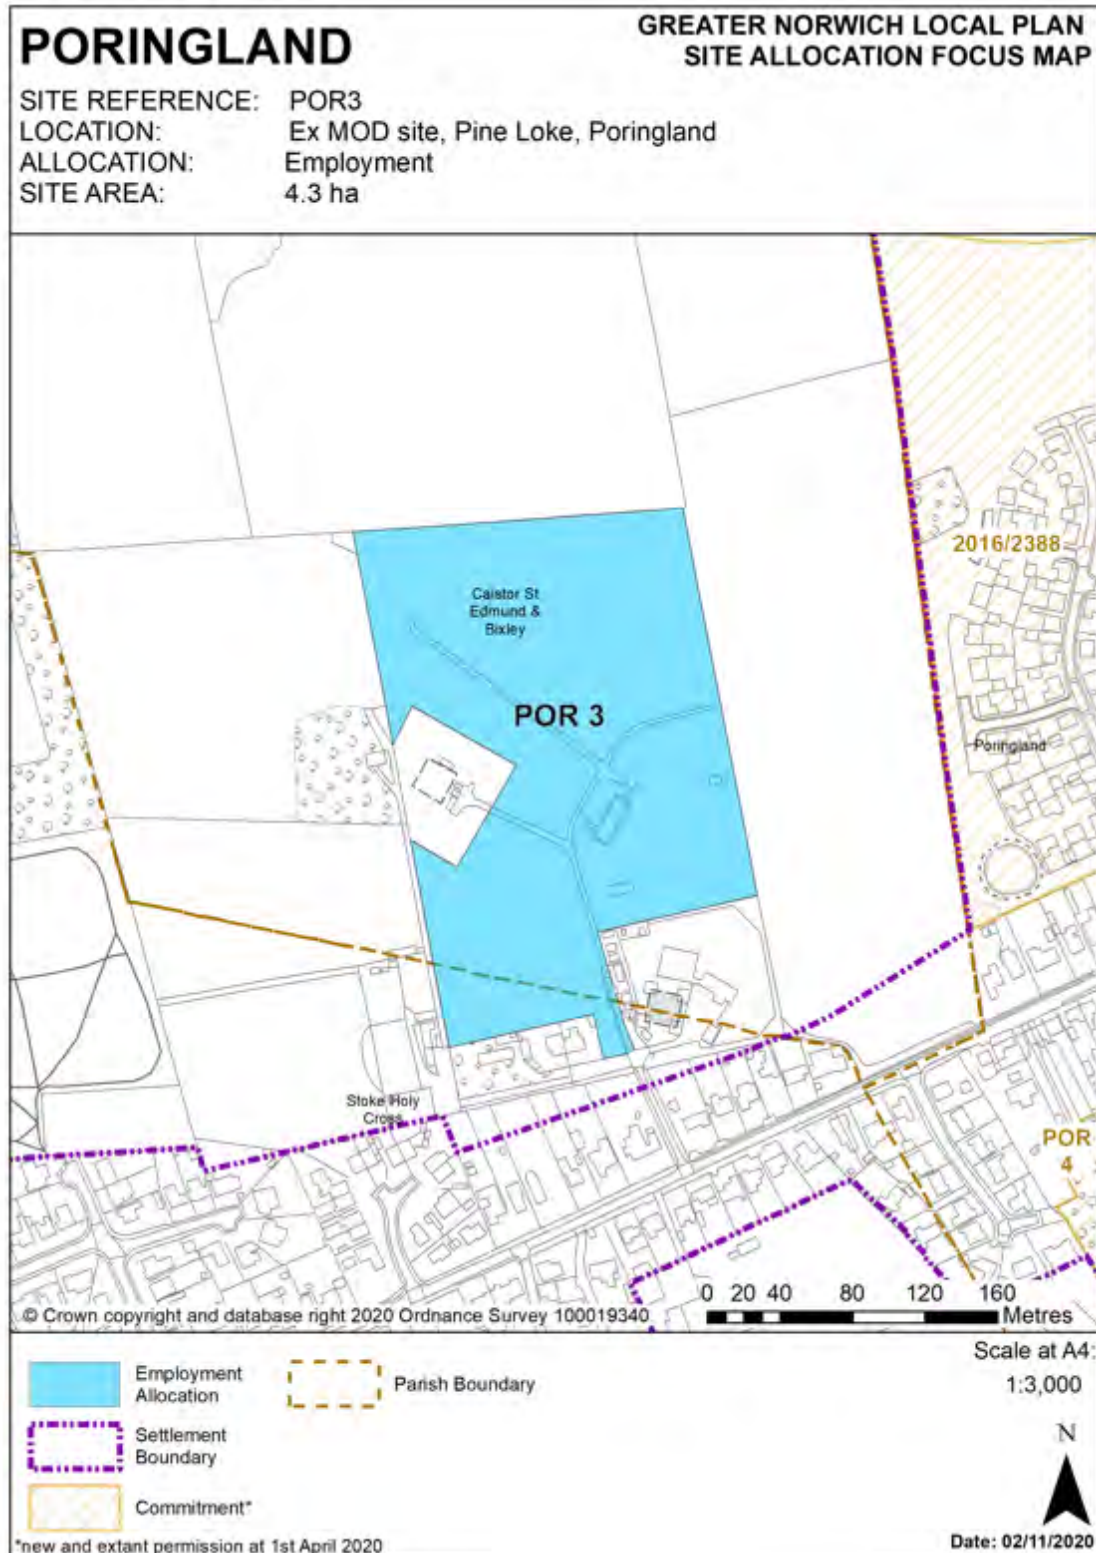 PORINGLAND
GREATER NORWICH LOCAL PLAN
SITE ALLOCATION FOCUS MAP
SITE REFERENCE: POR3
LOCATION: Ex MOD site, Pine Loke, Poringland
ALLOCATION: Employment
SITE AREA: 4.3 ha
2016/2388
Caistor St
Edmund &
Bixley
POR 3
Poringland
Stoke Holy
Cross
POR
4
0 20 40 80 120 160
Metres
© Crown copyright and database right 2020 Ordnance Survey 100019340
Employment
Allocation
Parish Boundary
Settlement
Boundary
Commitment*
*new and extant permission at 1st April 2020
Scale at A4:
1:3,000
N
Date: 02/11/2020